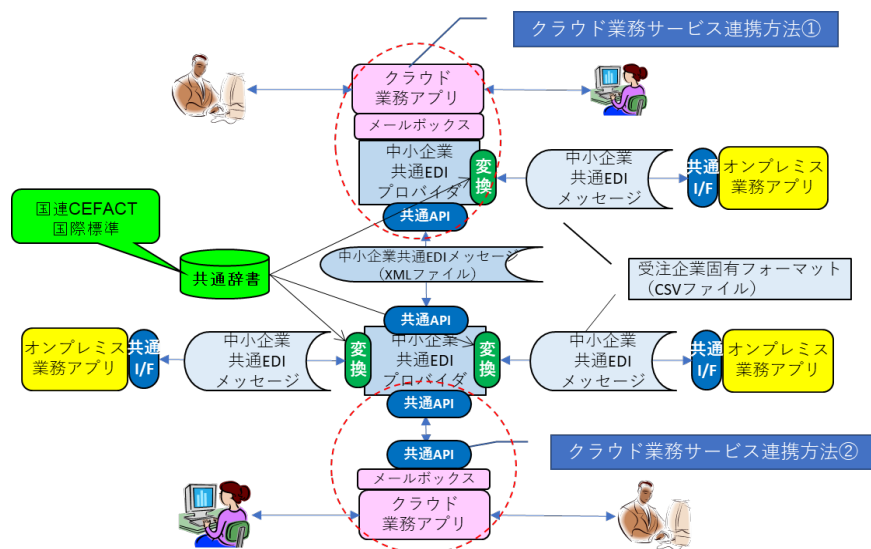 クラウド業務サービス連携方法①
クラウド
業務アプリ
メールボックス
中小企業
共通EDI
プロバイダ
変換
中小企業
共通EDI
メッセージ
共通
I/F
オンプレミス
業務アプリ
共通API
国連CEFACT
国際標準
共通辞書
中小企業共通EDIメッセージ
（XMLファイル）
受注企業固有フォーマット
（CSVファイル）
共通API
オンプレミス
業務アプリ
共通
I/F
中小企業
共通EDI
メッセージ
変換
中小企業
共通EDI
プロバイダ
変換
中小企業
共通EDI
メッセージ
共通
I/F
オンプレミス
業務アプリ
共通API
共通API
クラウド業務サービス連携方法②
メールボックス
クラウド
業務アプリ